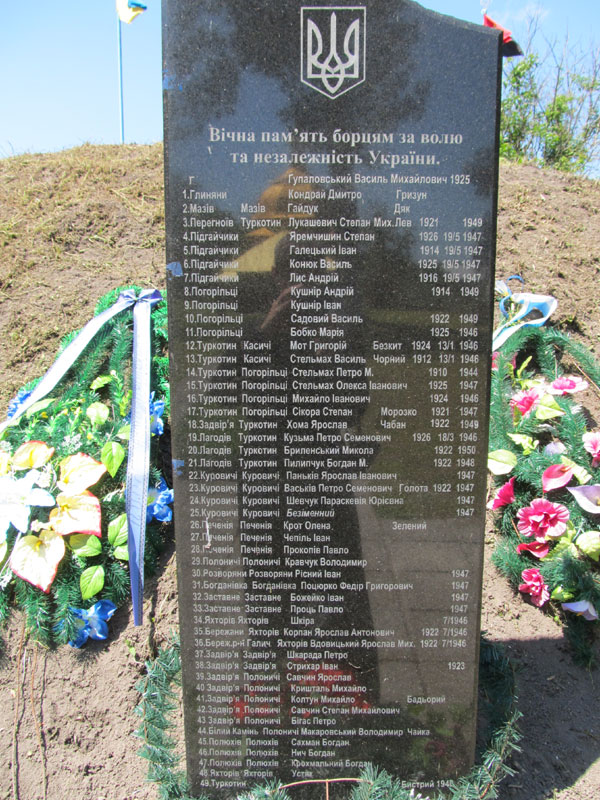 Вічна пам'ять борцям за волю
та незалежність України.
Г Гупаловський Василь Михайлович 1925
1.Глиняни Кондрай Дмитро Гризун
2.Мазів Мазів Гайдук Дяк
3.Перегноїв Туркотин Лукашевич Степан Мих.Лев 1921 1949
4.Підгайчики Яремчишин Степан 1926 19/5 1947
5.Підгайчики Галецький Іван 1914 19/5 1947
6.Підгайчики Конюк Василь 1925 19/5 1947
7.Підгайчики Лис Андрій 1916 19/5 1947
8.Погорільці Кушнір Андрій 1914 1949
9.Погорільці Кушнір Іван
10.Погорільці Садовий Василь 1922 1949
11.Погорільці Бобко Марія 1925 1946
12.Туркотин Касичі Мот Григорій Безкит 1924 13/1 1946
13.Туркотин Касичі Стельмах Василь Чорний 1912 13/1 1946
14.Туркотин Погорільці Стельмах Петро М. 1910 1944
15.Туркотин Погорільці Стельмах Олекса Іванович 1925 1947
16.Туркотин Погорільці Михайло Іванович 1924 1946
17.Туркотин Погорільці Сікора Степан Морозко 1921 1947
18.Задвір'я Туркотин Хома Ярослав Чабан 1922 1949
19.Лагодів Туркотин Кузьма Петро Семенович 1926 18/3 1946
20.Лагодів Туркотин Бриленський Микола 1922 1950
21.Лагодів Туркотин Пилипчук Богдан М. 1922 1948
22.Куровичі Куровичі Паньків Ярослав Іванович 1947
23.Куровичі Куровичі Васьків Петро Семенович Голота 1922 1947
24.Куровичі Куровичі Шевчук Параскевія Юрієвна 1947
25.Куровичі Куровичі Безіменний 1947
26.Печенія Печенія Крот Олена Зелений
27. Печенія Чепіль Іван
28. Печенія Прокопів Павло
29.Полоничі Полоничі Кравчук Володимир
30.Розворяни Розворяни Рісний Іван 1947
31.Богданівка Богданівка Поцюрко Федір Григорович 1947
32.Заставне Заставне Божейко Іван 1947
33.Заставне Заставне Проць Павло 1947
34.Яхторів Яхторів Шкіра 7/1946
35.Бережани Яхторів Корпан Ярослав Антонович 1922 7/1946
36.Береж.р-й Галич Яхторів Вдовицький Ярослав Мих. 1922 7/1946
37.Задвір'я Задвір'я Шкарада Петро
38.Задвір'я Задвір'я Стрихар Іван 1923
39.Задвір'я Полоничі Савчин Ярослав
40.Задвір'я Полоничі Кришталь Михайло
41.Задвір'я Полоничі Колтун Михайло Бадьорий
42.Задвір'я Полоничі Савчин Степан Михайлович
43.Задвір'я Полоничі Бігас Петро
44.Білий Камінь Полоничі Макаровський Володимир Чайка
45.Полюхів Полюхів Сахман Богдан
46.Полюхів Полюхів Нич Богдан
47.Полюхів Полюхів Крохмальний Богдан
48.Яхторів Яхторів Устяк
49.Туркотин Бистрий